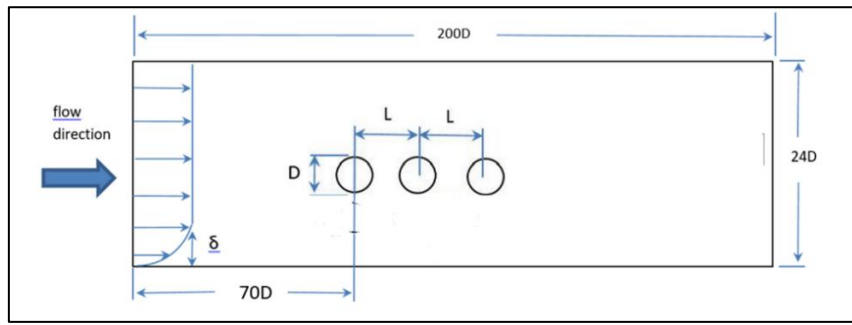 200D
flow
direction
L
L
D
24D
δ
70D